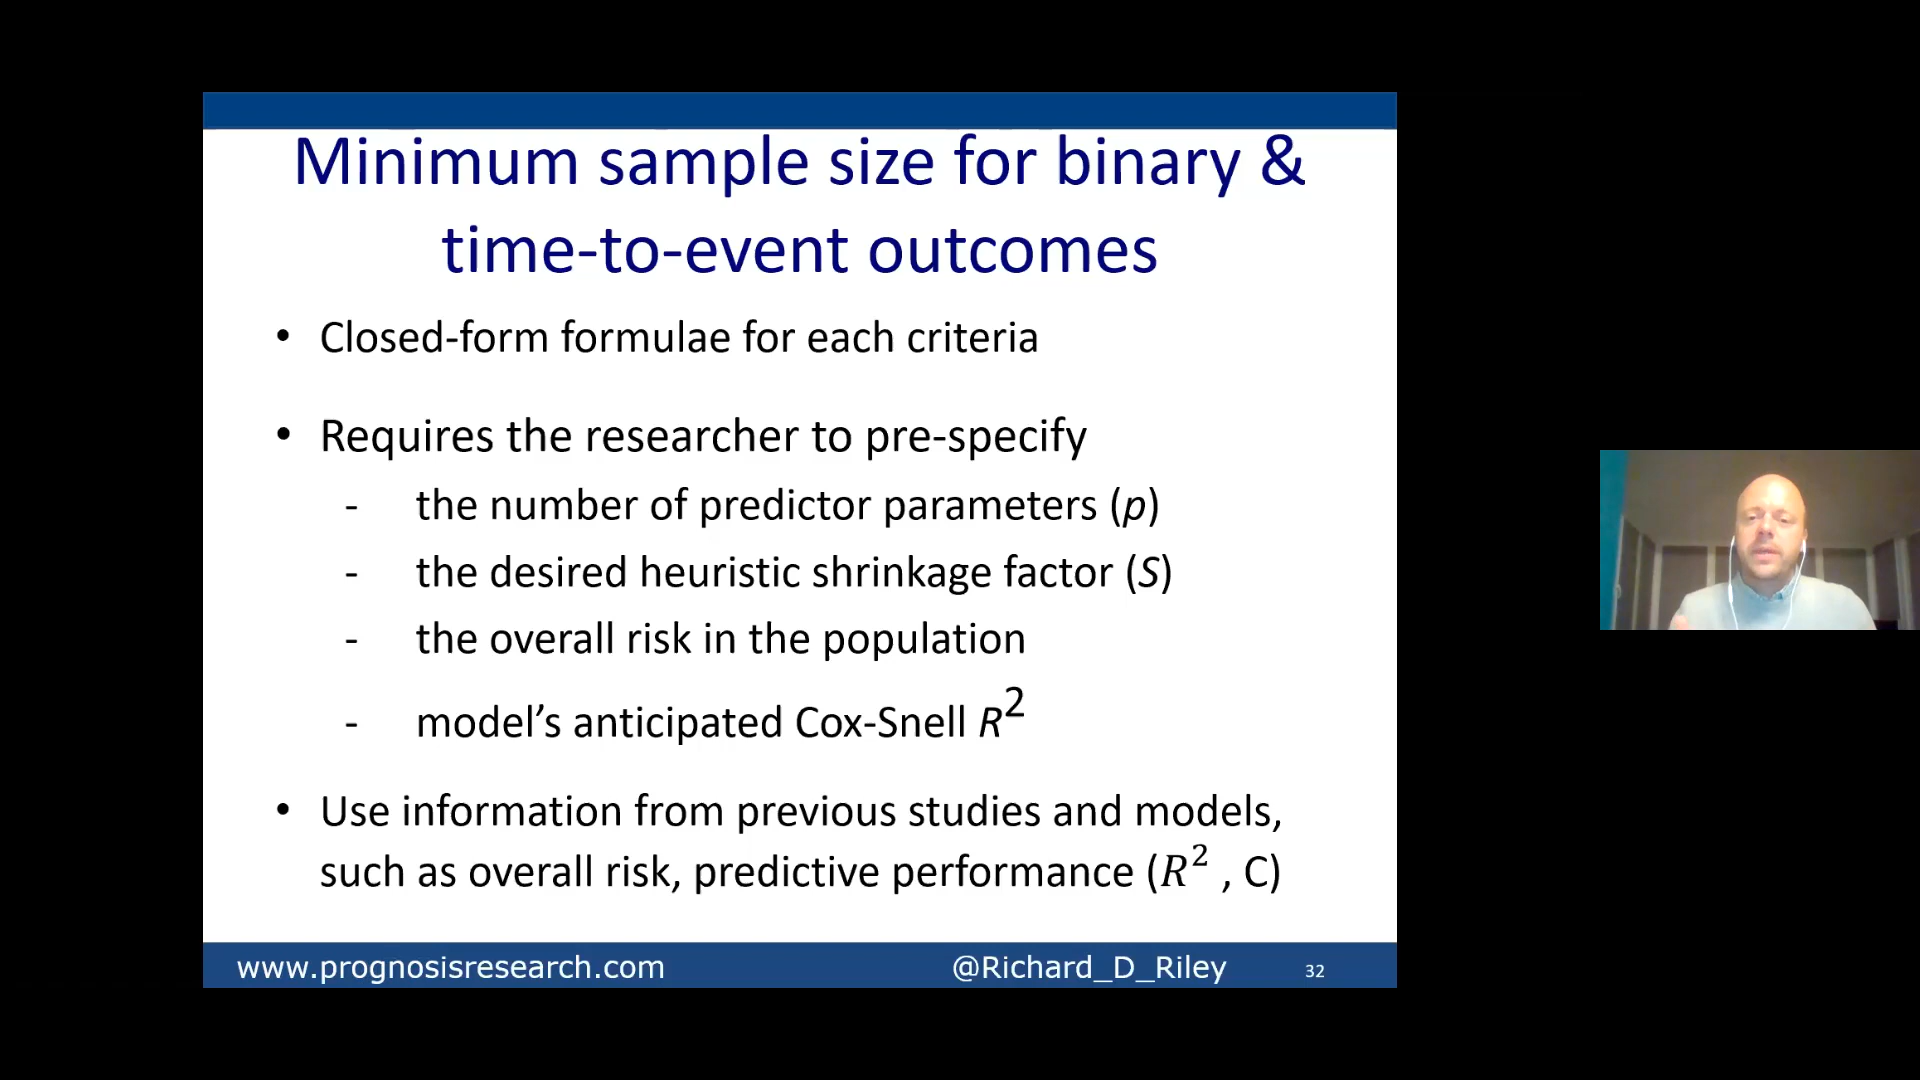 Minimum sample size for binary &
time-to-event outcomes
• Closed-form formulae for each criteria
• Requires the researcher to pre-specify
- the number of predictor parameters (p)
- the desired heuristic shrinkage factor (S)
- the overall risk in the population
- model’s anticipated Cox-Snell R²
• Use information from previous studies and models,
such as overall risk, predictive performance (R² , C)
www.prognosisresearch.com @Richard_D_Riley 32